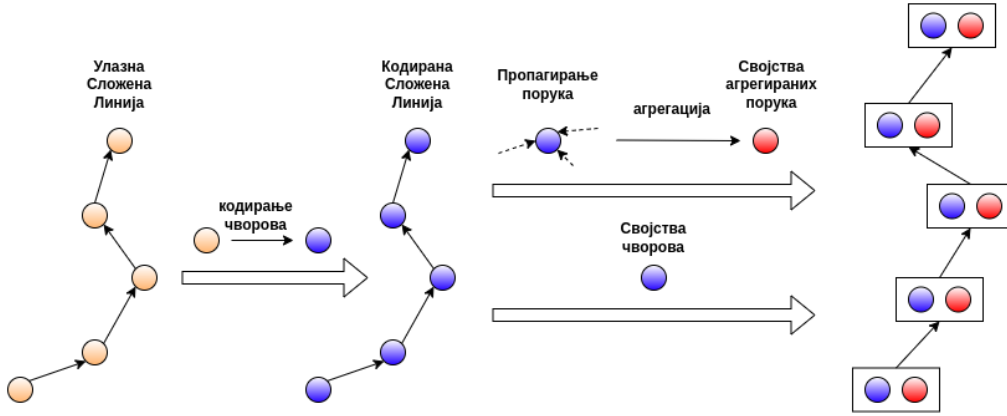 Улазна
Сложена
Линија
кодирање
чворова
Кодирана
Сложена
Линија
Пропагирање
порука
агрегација
Својства
агрегираних
порука
Својства
чворова